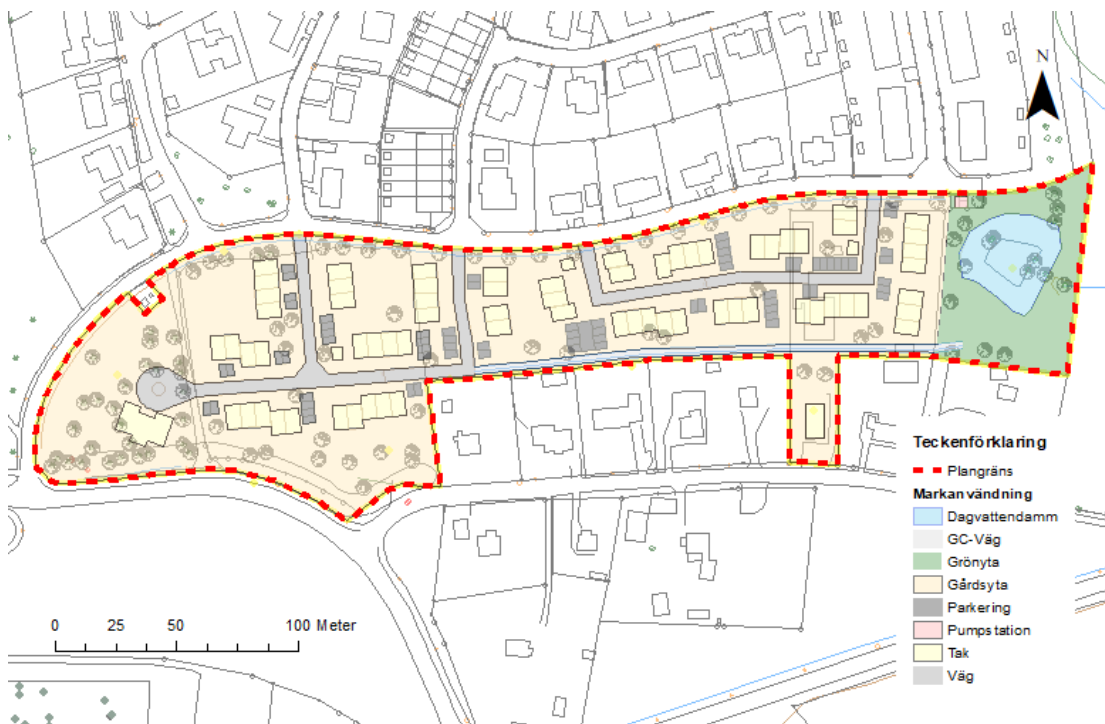 N
Teckenförklaring
Plangräns
Markanvändning
Dagvattendamm
GC-Väg
Grönyta
Gårdsyta
Parkering
Pumpstation
Tak
Väg
0 25 50 100 Meter